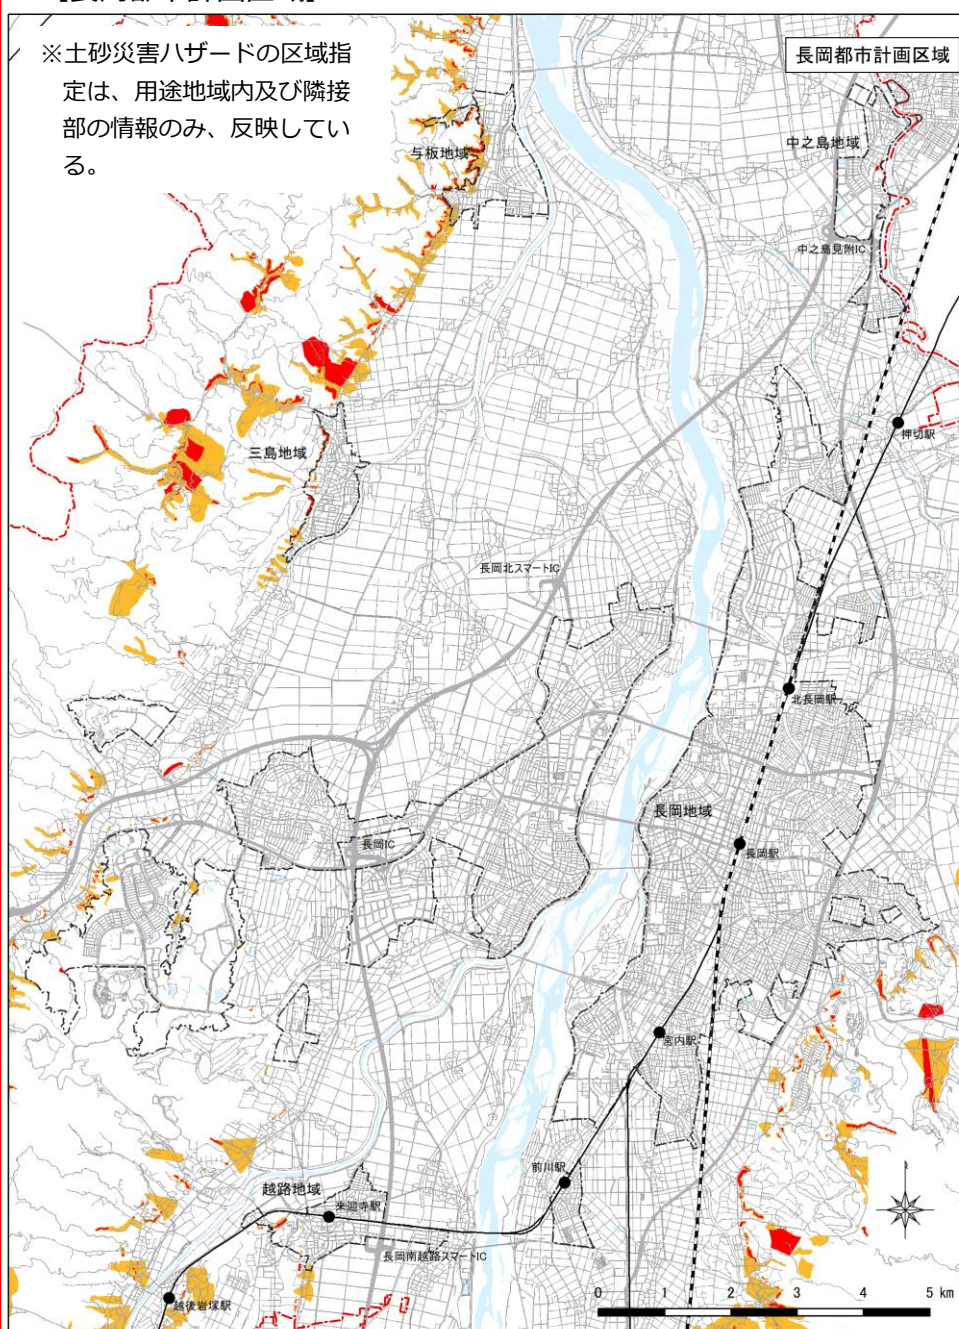 ※土砂災害ハザードの区域指
定は、用途地域内及び隣接
部の情報のみ、反映してい
る。
長岡都市計画区域
中之島地域
与板地域
中之島見附IC
押切駅
三島地域
長岡北スマートIC
北長岡駅
長岡地域
長岡IC
長岡駅
宮内駅
前川駅
越路地域
来迎寺駅
長岡南越路スマートIC
越後岩塚駅
0 1 2 3 4 5 km